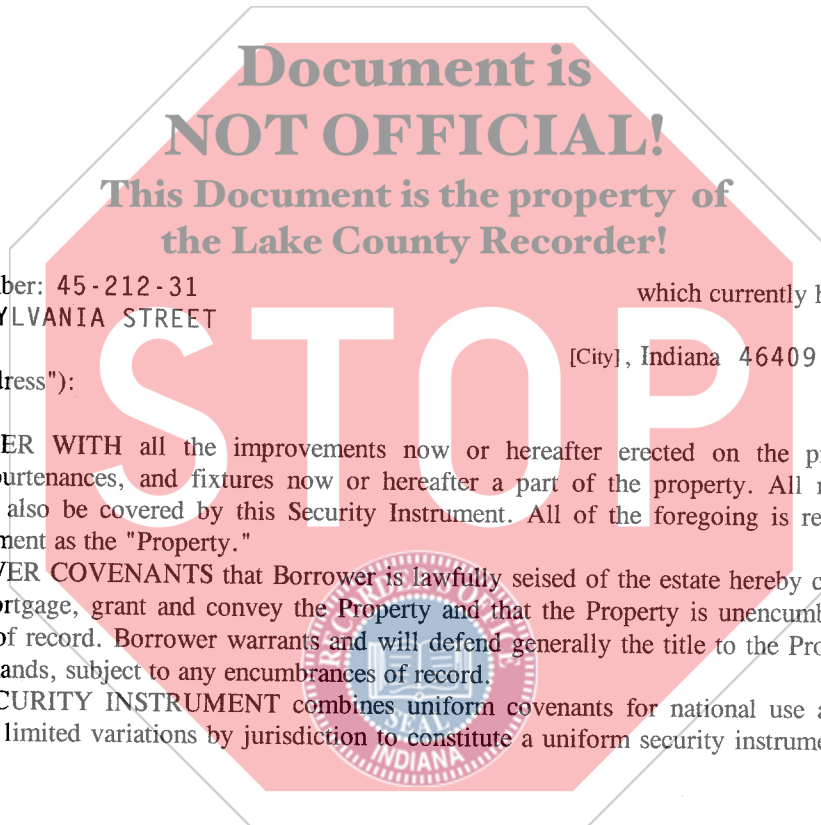 Document is
NOT OFFICIAL!
This Document is the property of
the Lake County Recorder!
ber: 45-212-31
which currently h
YLVANIA STREET
[City], Indiana 46409
dress"):
STOP
ER WITH all the improvements now or hereafter erected on the p
urtenances, and fixtures now or hereafter a part of the property. All r
also be covered by this Security Instrument. All of the foregoing is re
ment as the "Property."
VER COVENANTS that Borrower is lawfully seised of the estate hereby c
ortgage, grant and convey the Property and that the Property is unencumb
of record. Borrower warrants and will defend generally the title to the Pro
ands, subject to any encumbrances of record.
CURITY INSTRUMENT combines uniform covenants for national use a
limited variations by jurisdiction to constitute a uniform security instrume
RECORDER'S OFFICE
SEAL
INDIANA